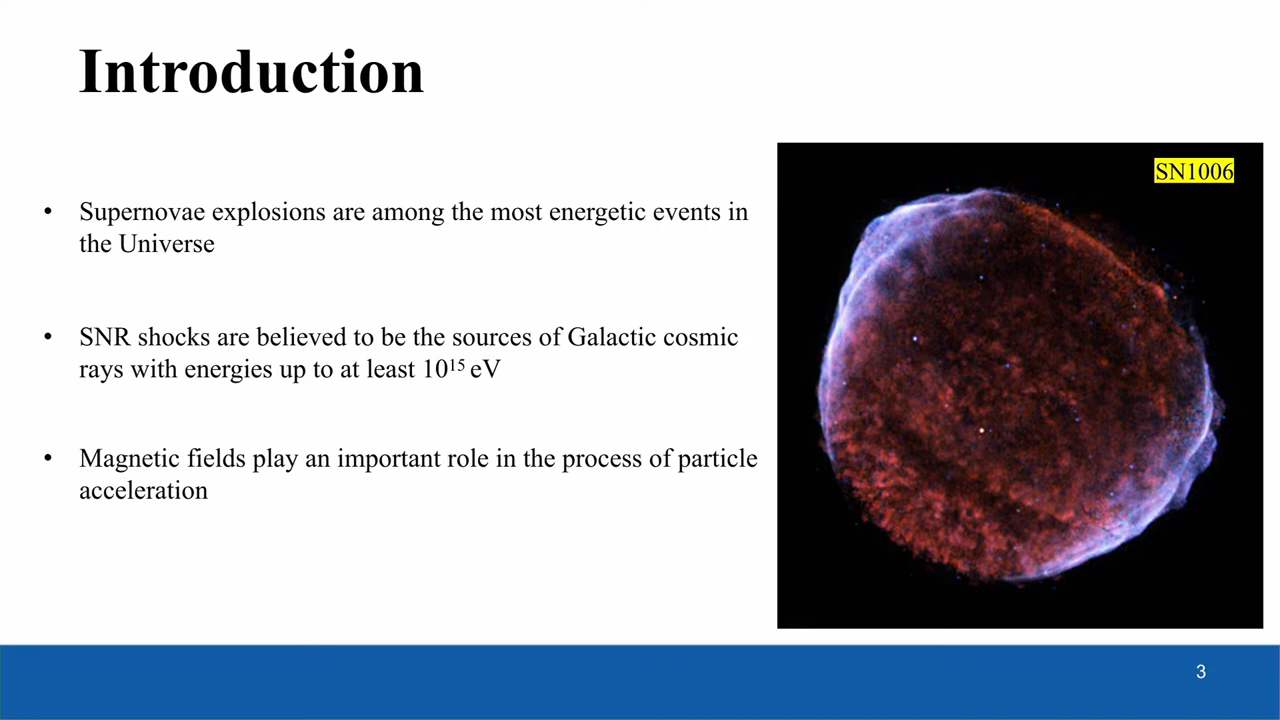 Introduction
SN1006
• Supernovae explosions are among the most energetic events in
the Universe
• SNR shocks are believed to be the sources of Galactic cosmic
rays with energies up to at least 10¹⁵ eV
• Magnetic fields play an important role in the process of particle
acceleration
3